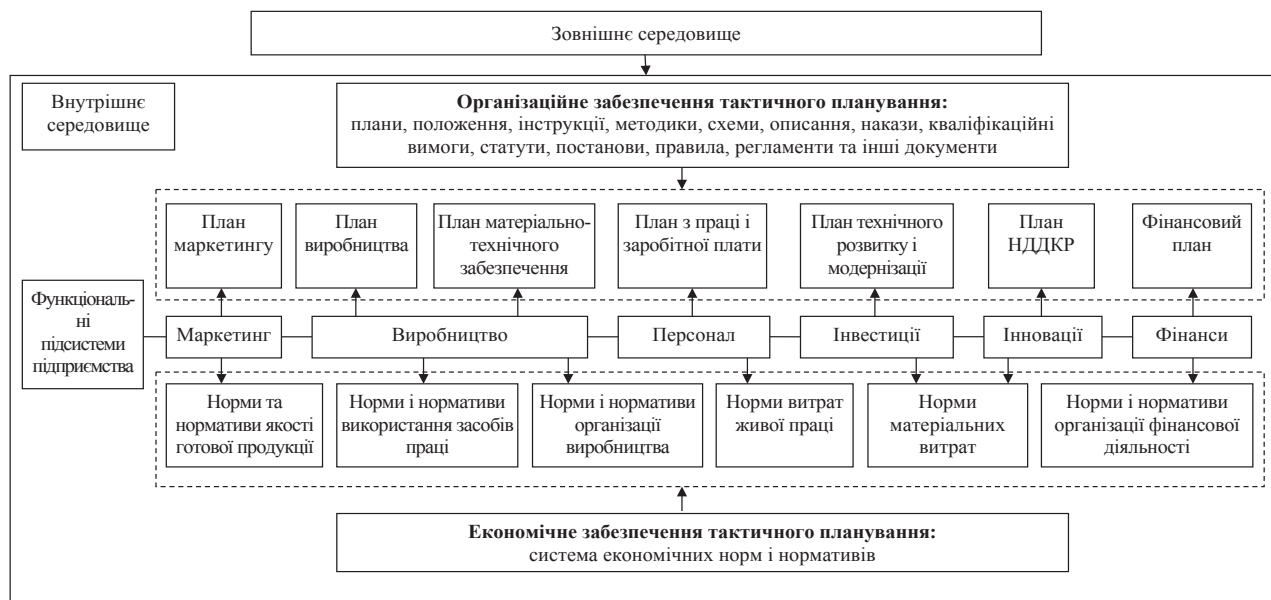 Зовнішнє середовище
Внутрішнє
середовище
Організаційне забезпечення тактичного планування:
плани, положення, інструкції, методики, схеми, описання, накази, кваліфікаційні
вимоги, статути, постанови, правила, регламенти та інші документи
План
маркетингу
План
виробництва
План матеріально-
технічного
забезпечення
План з праці і
заробітної плати
План технічного
розвитку і
модернізації
План
НДДКР
Фінансовий
план
Функціональ-
ні
підсистеми
підприємства
Маркетинг
Виробництво
Персонал
Інвестиції
Інновації
Фінанси
Норми та
нормативи якості
готової продукції
Норми і нормативи
використання засобів
праці
Норми і нормативи
організації
виробництва
Норми витрат
живої праці
Норми
матеріальних
витрат
Норми і нормативи
організації фінансової
діяльності
Економічне забезпечення тактичного планування:
система економічних норм і нормативів